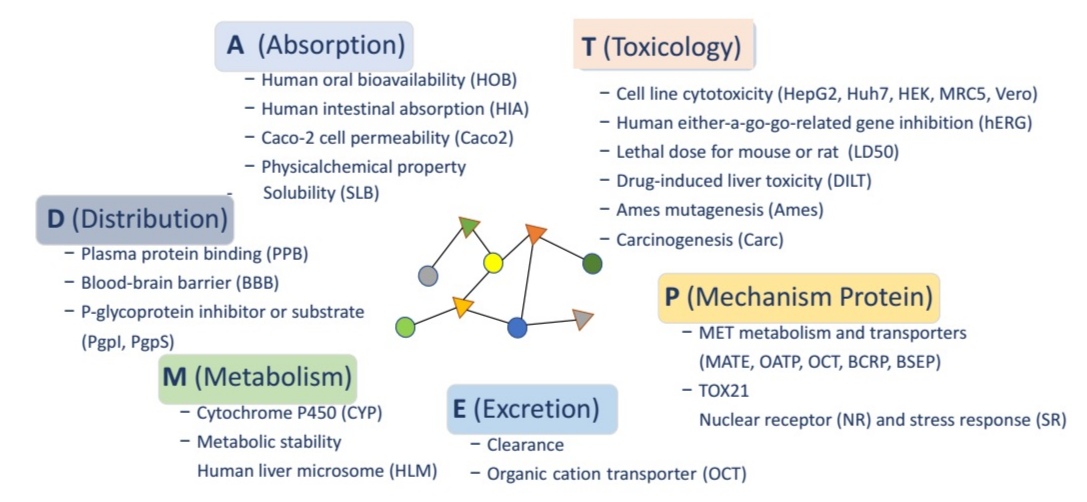 A (Absorption)
– Human oral bioavailability (HOB)
– Human intestinal absorption (HIA)
– Caco-2 cell permeability (Caco2)
– Physicalchemical property
- Solubility (SLB)
T (Toxicology)
– Cell line cytotoxicity (HepG2, Huh7, HEK, MRC5, Vero)
– Human either-a-go-go-related gene inhibition (hERG)
– Lethal dose for mouse or rat (LD50)
– Drug-induced liver toxicity (DILT)
– Ames mutagenesis (Ames)
– Carcinogenesis (Carc)
D (Distribution)
– Plasma protein binding (PPB)
– Blood-brain barrier (BBB)
– P-glycoprotein inhibitor or substrate
(PgpI, PgpS)
P (Mechanism Protein)
– MET metabolism and transporters
(MATE, OATP, OCT, BCRP, BSEP)
– TOX21
Nuclear receptor (NR) and stress response (SR)
M (Metabolism)
– Cytochrome P450 (CYP)
– Metabolic stability
Human liver microsome (HLM)
E (Excretion)
– Clearance
– Organic cation transporter (OCT)